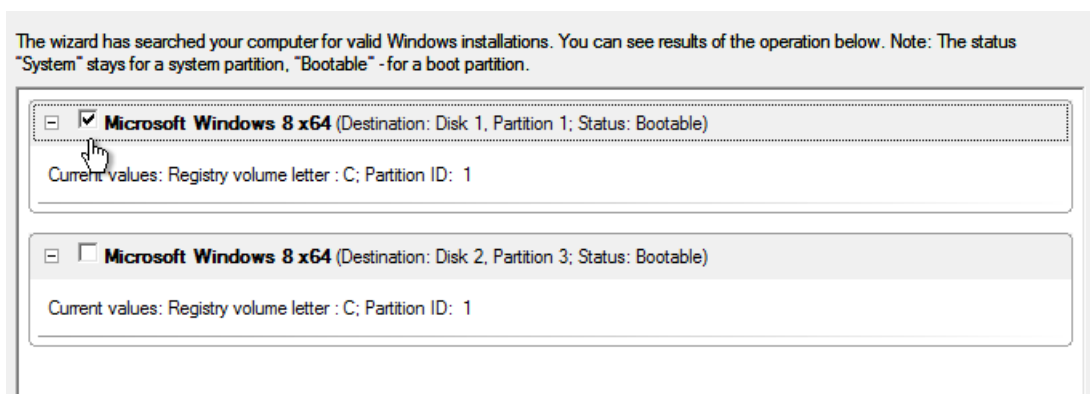 The wizard has searched your computer for valid Windows installations. You can see results of the operation below. Note: The status
"System" stays for a system partition, "Bootable" - for a boot partition.
Microsoft Windows 8 x64 (Destination: Disk 1, Partition 1; Status: Bootable)
Current values: Registry volume letter : C; Partition ID: 1
Microsoft Windows 8 x64 (Destination: Disk 2, Partition 3; Status: Bootable)
Current values: Registry volume letter : C; Partition ID: 1